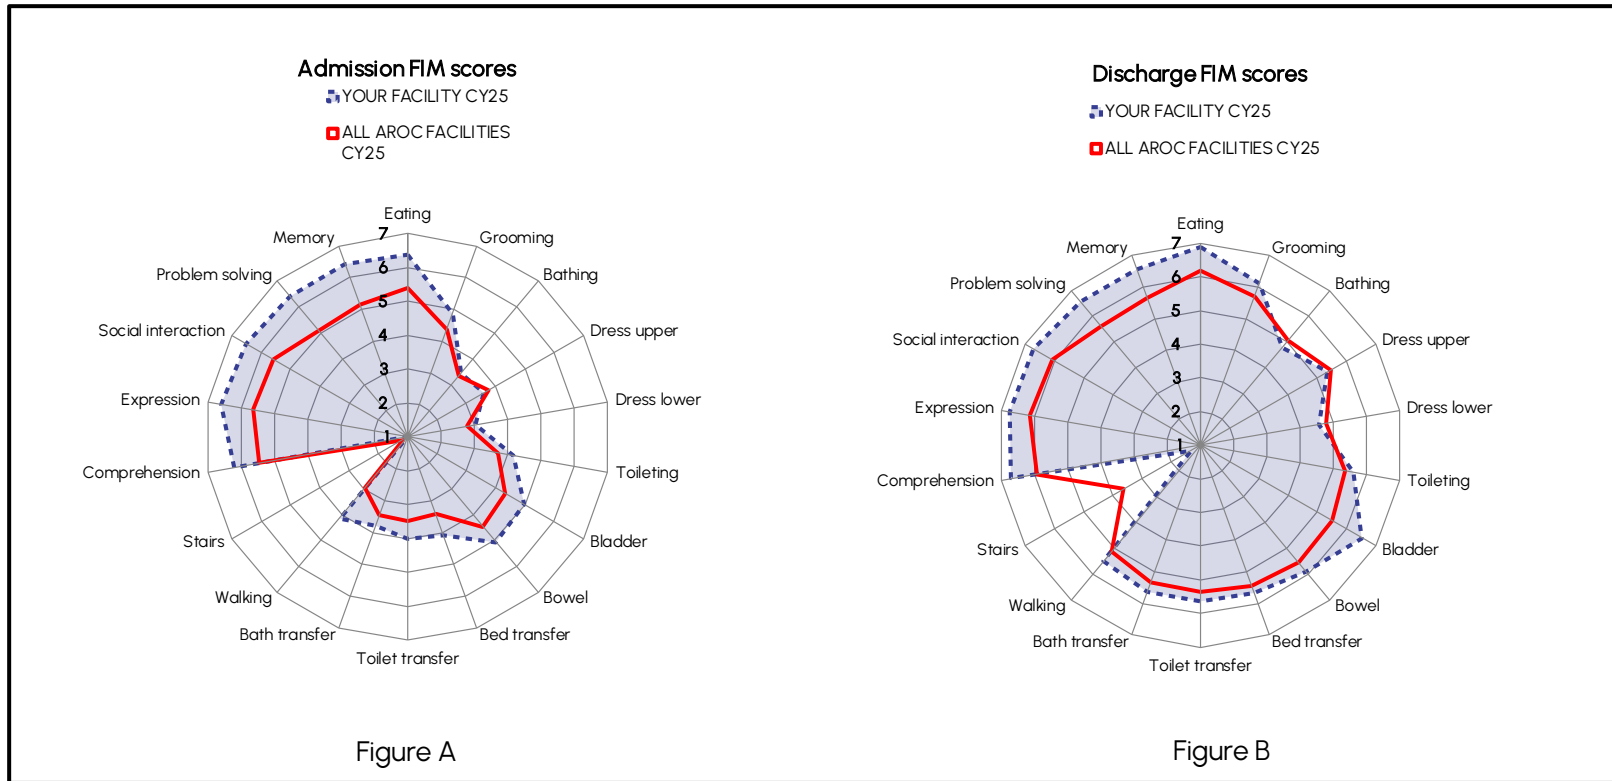 Admission FIM scores
YOUR FACILITY CY25
ALL AROC FACILITIES
CY25
Eating
Memory
7
Grooming
Problem solving
6
Bathing
5
Social interaction
4
Dress upper
3
Expression
2
Dress lower
1
Comprehension
Toileting
Stairs
Bladder
Walking
Bowel
Bath transfer
Bed transfer
Toilet transfer
Figure A
Discharge FIM scores
YOUR FACILITY CY25
ALL AROC FACILITIES CY25
Eating
Memory
7
Grooming
Problem solving
6
Bathing
5
Social interaction
4
Dress upper
3
Expression
2
Dress lower
1
Comprehension
Toileting
Stairs
Bladder
Walking
Bowel
Bath transfer
Bed transfer
Toilet transfer
Figure B